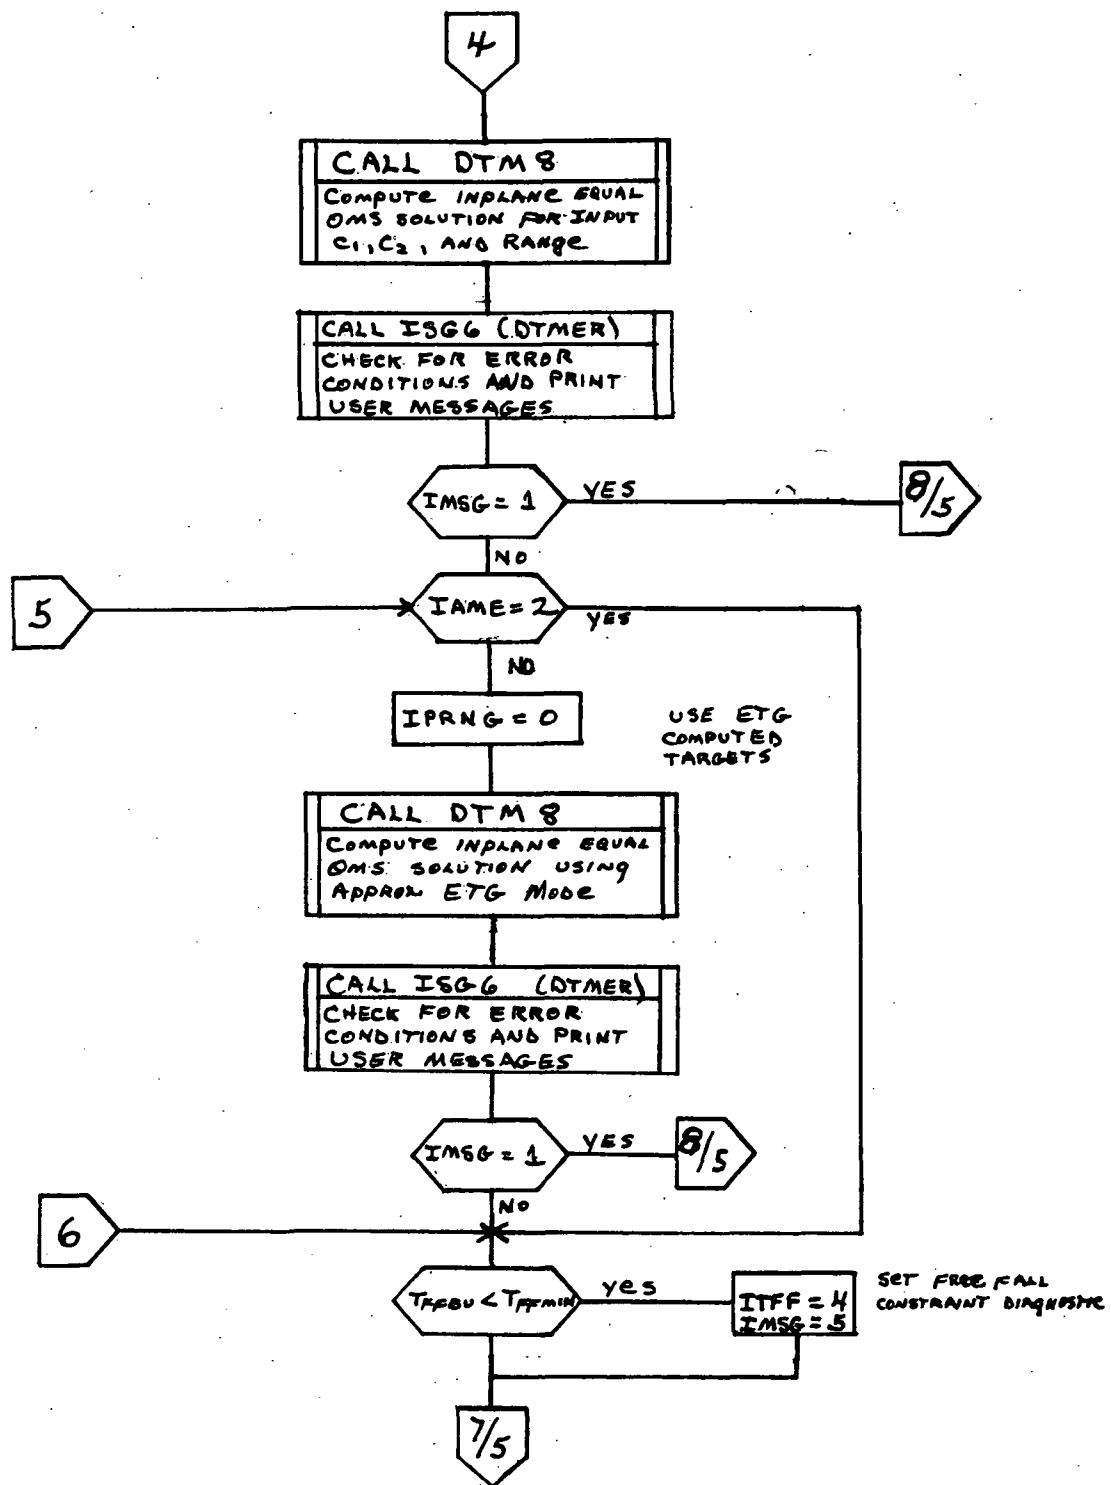 4
CALL DTM 8
COMPUTE INPLANE EQUAL
OMS SOLUTION FOR INPUT
C1, C2, AND RANGE
CALL ISG6 (DTMER)
CHECK FOR ERROR
CONDITIONS AND PRINT
USER MESSAGES
IMSG = 1
YES
8/5
NO
5
IAME = 2
YES
NO
IPRNG = 0
USE ETG
COMPUTED
TARGETS
CALL DTM 8
COMPUTE INPLANE EQUAL
OMS SOLUTION USING
APPROX ETG MODE
CALL ISG6 (DTMER)
CHECK FOR ERROR
CONDITIONS AND PRINT
USER MESSAGES
IMSG = 1
YES
8/5
NO
6
TFFBU < TFFMIN
YES
ITFF = 4
IMSG = 5
SET FREE FALL
CONSTRAINT DIAGNOSTIC
7/5